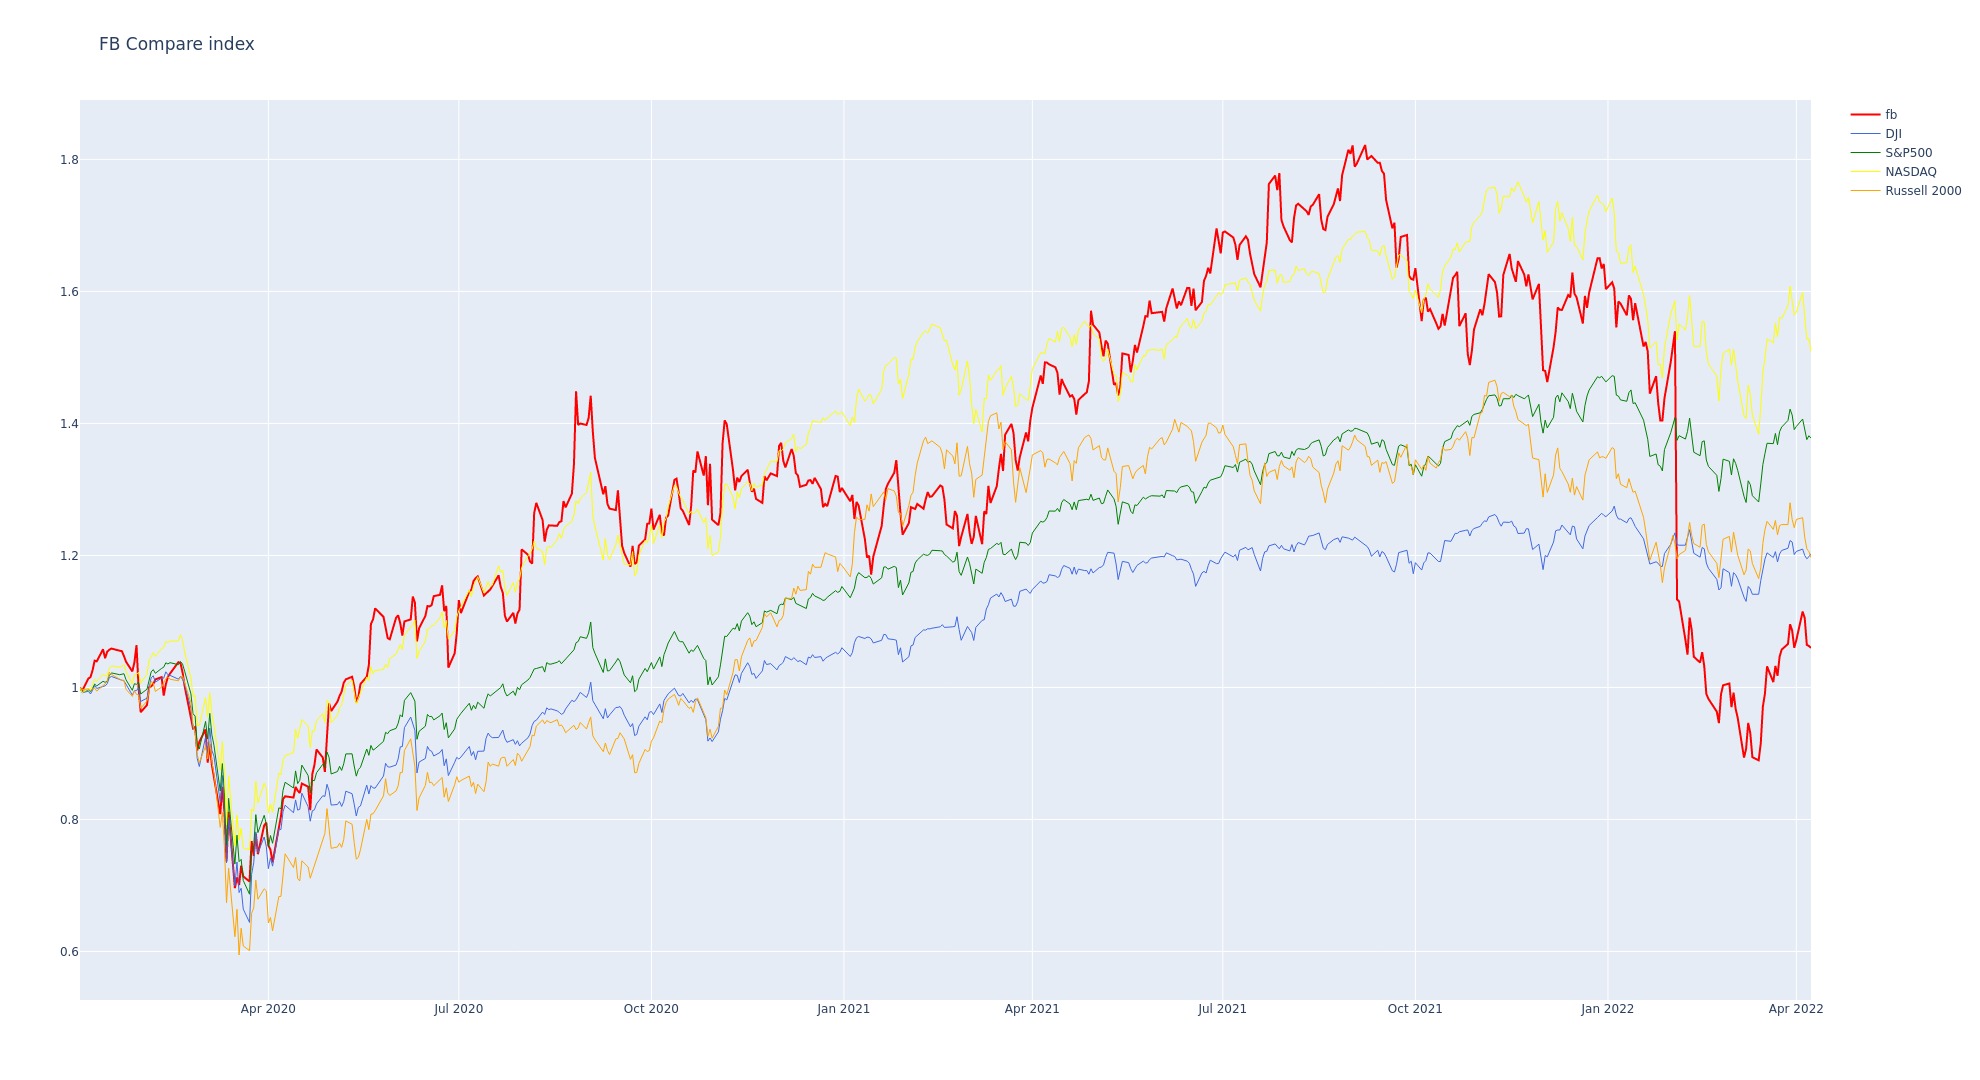 FB Compare index
fb
DJI
S&P500
NASDAQ
Russell 2000
1.8
1.6
1.4
1.2
1
0.8
0.6
Apr 2020 Jul 2020 Oct 2020 Jan 2021 Apr 2021 Jul 2021 Oct 2021 Jan 2022 Apr 2022